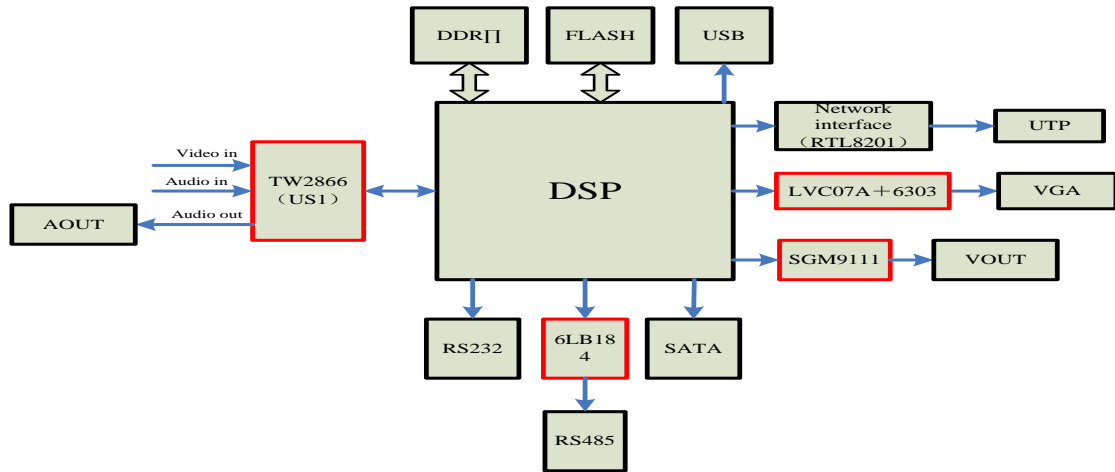 DDR∏
FLASH
USB
Network
interface
（RTL8201）
UTP
Video in
Audio in
Audio out
TW2866
（US1）
AOUT
DSP
LVC07A＋6303
VGA
SGM9111
VOUT
RS232
6LB18
4
SATA
RS485